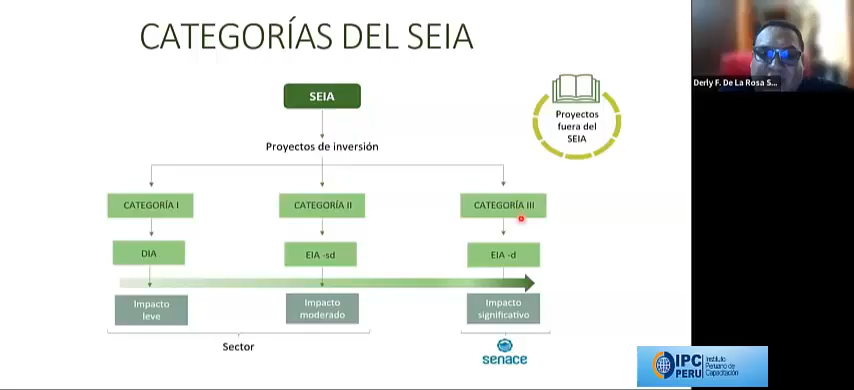 CATEGORÍAS DEL SEIA
Derly F. De La Rosa S...
SEIA
Proyectos
fuera del
SEIA
Proyectos de inversión
CATEGORÍA I
CATEGORÍA II
CATEGORÍA III
DIA
EIA -sd
EIA -d
Impacto
leve
Impacto
moderado
Impacto
significativo
Sector
senace
IPC
PERU
Instituto
Peruano de
Capacitación